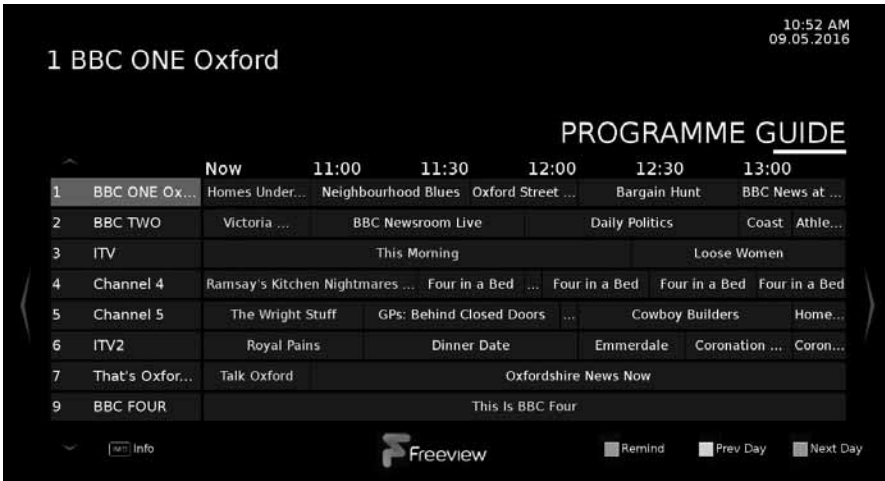 10:52 AM
09.05.2016
1 BBC ONE Oxford
PROGRAMME GUIDE
Now 11:00 11:30 12:00 12:30 13:00
1 BBC ONE Ox... Homes Under... Neighbourhood Blues Oxford Street ... Bargain Hunt BBC News at ...
2 BBC TWO Victoria ... BBC Newsroom Live Daily Politics Coast Athle...
3 ITV This Morning Loose Women
4 Channel 4 Ramsay's Kitchen Nightmares ... Four in a Bed ... Four in a Bed Four in a Bed Four in a Bed
5 Channel 5 The Wright Stuff GPs: Behind Closed Doors ... Cowboy Builders Home...
6 ITV2 Royal Pains Dinner Date Emmerdale Coronation ... Coron...
7 That's Oxfor... Talk Oxford Oxfordshire News Now
9 BBC FOUR This Is BBC Four
Info Freeview Remind Prev Day Next Day